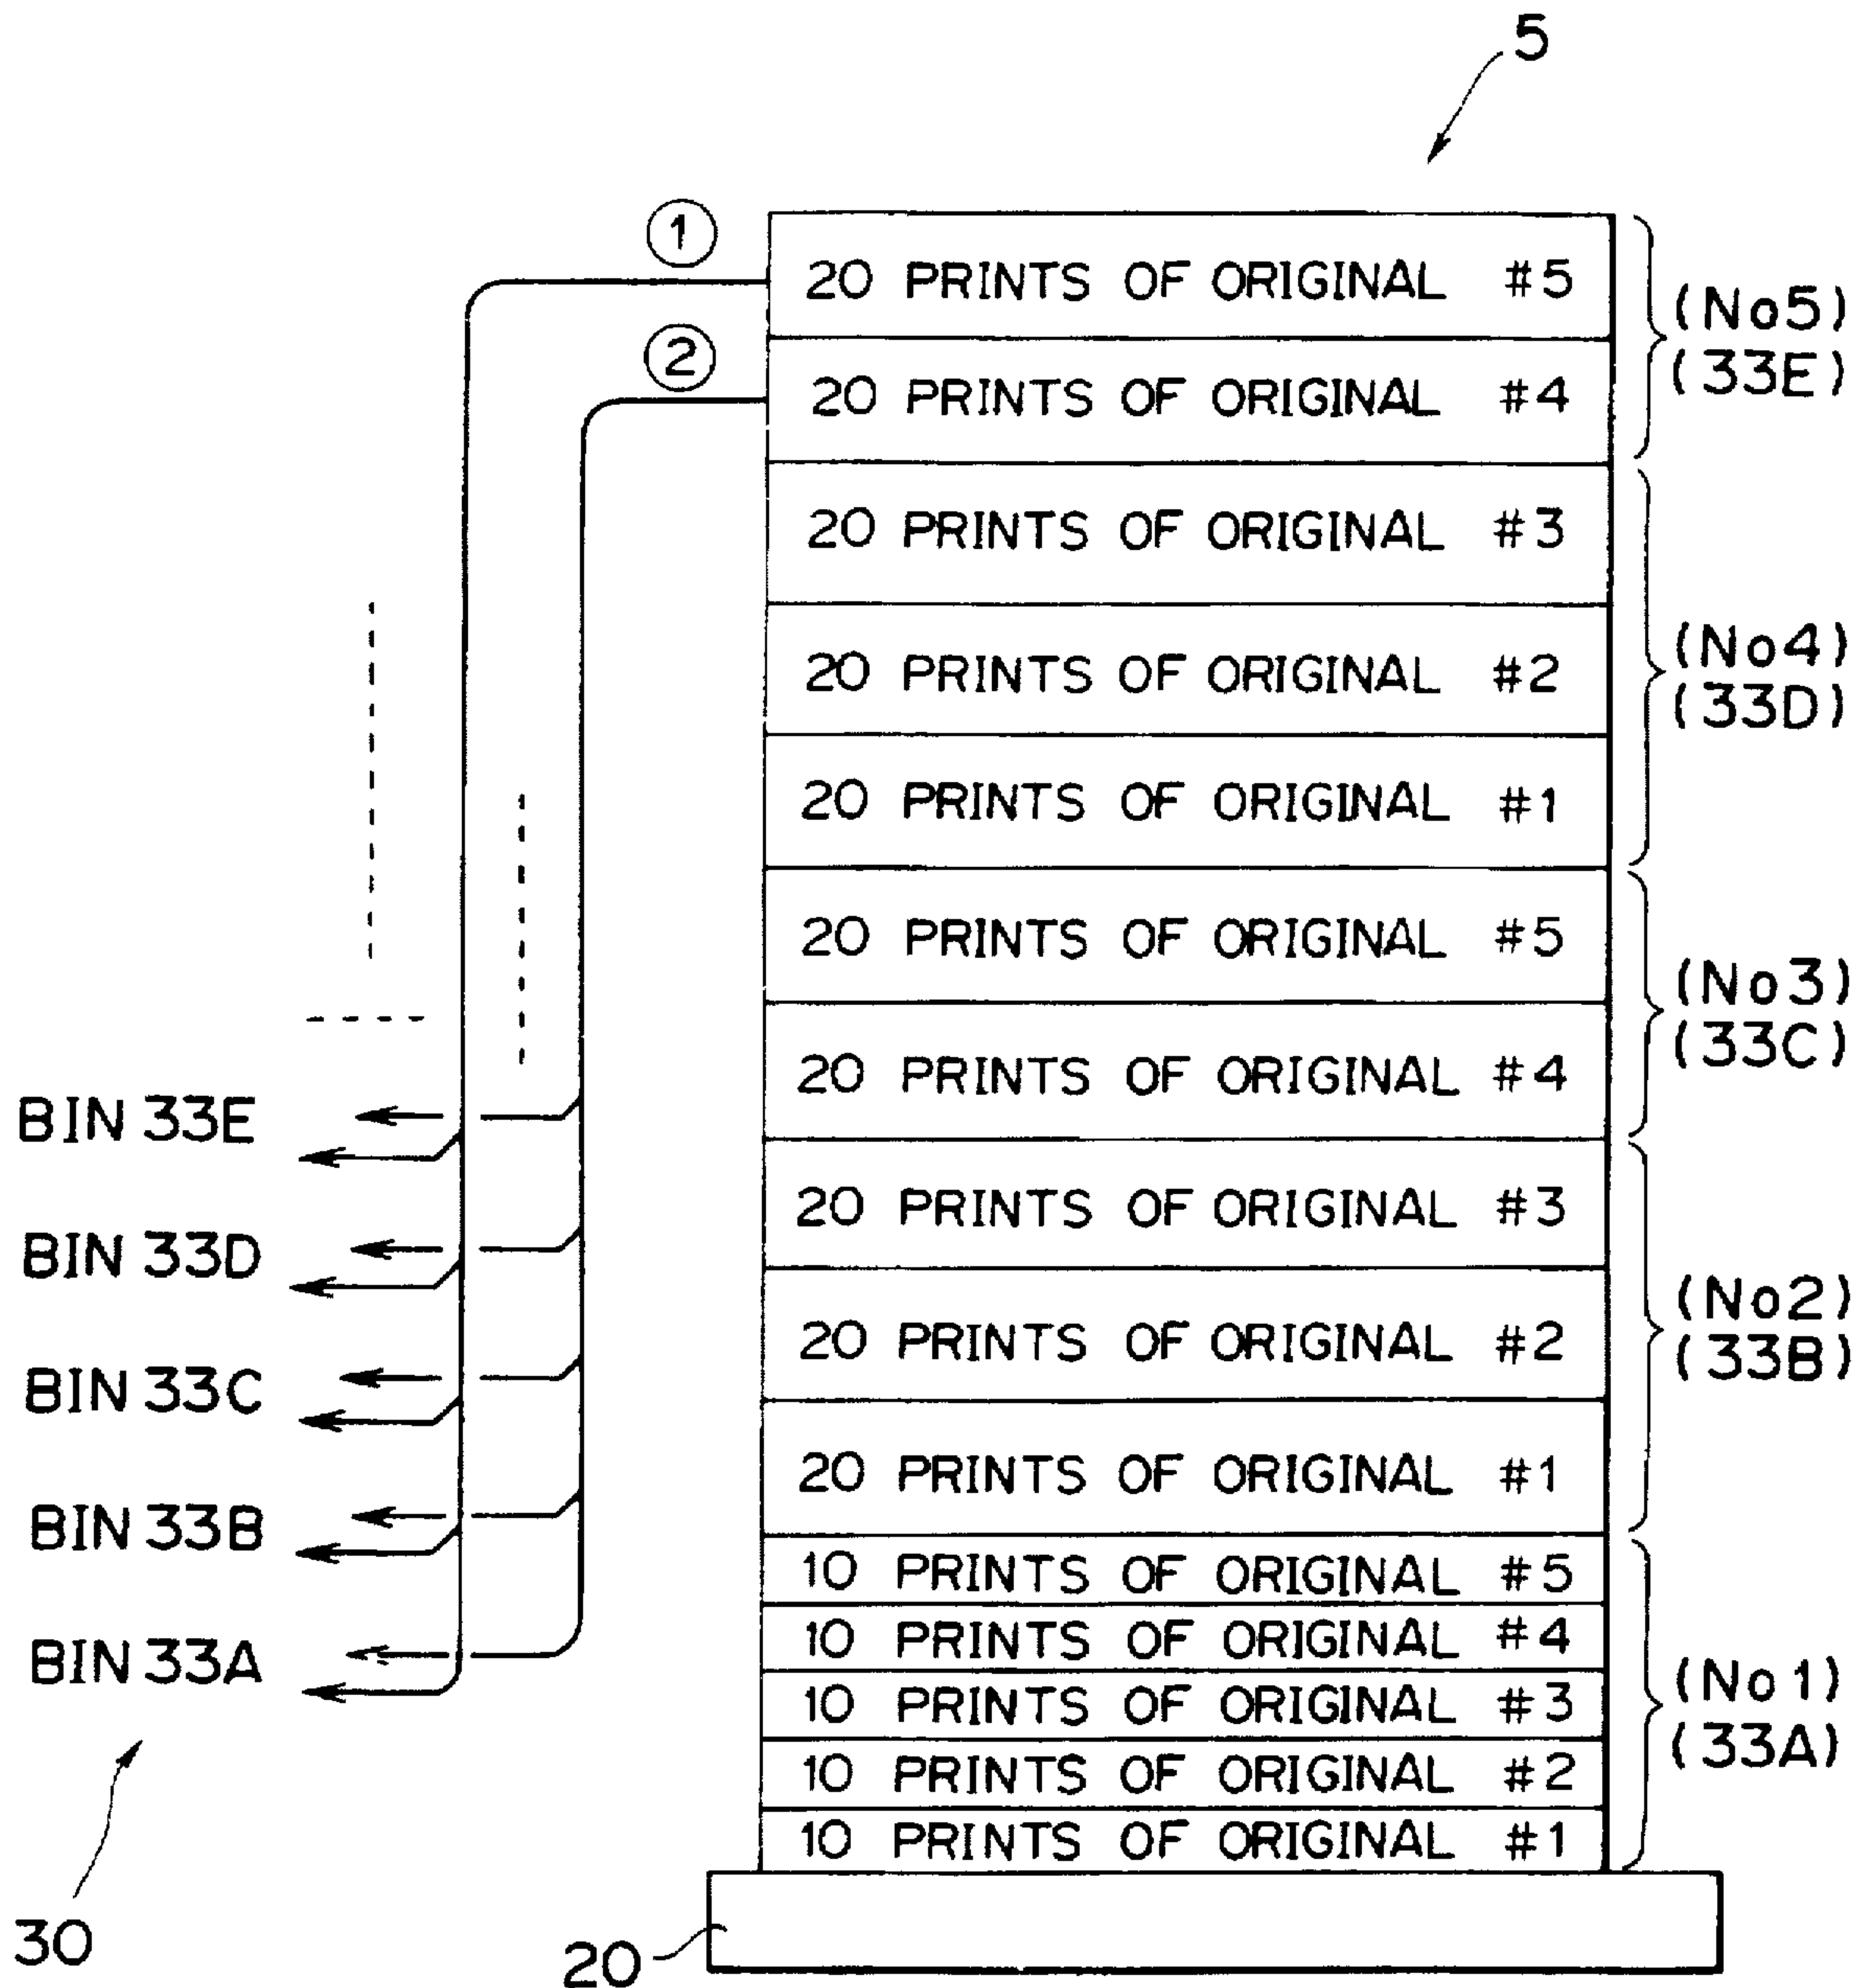 5
①
20 PRINTS OF ORIGINAL #5
(No5)
(33E)
②
20 PRINTS OF ORIGINAL #4
20 PRINTS OF ORIGINAL #3
20 PRINTS OF ORIGINAL #2
(No4)
(33D)
20 PRINTS OF ORIGINAL #1
20 PRINTS OF ORIGINAL #5
(No3)
(33C)
20 PRINTS OF ORIGINAL #4
BIN 33E
20 PRINTS OF ORIGINAL #3
BIN 33D
20 PRINTS OF ORIGINAL #2
(No2)
(33B)
BIN 33C
20 PRINTS OF ORIGINAL #1
BIN 33B
10 PRINTS OF ORIGINAL #5
10 PRINTS OF ORIGINAL #4
BIN 33A
10 PRINTS OF ORIGINAL #3
(No1)
(33A)
10 PRINTS OF ORIGINAL #2
10 PRINTS OF ORIGINAL #1
30
20